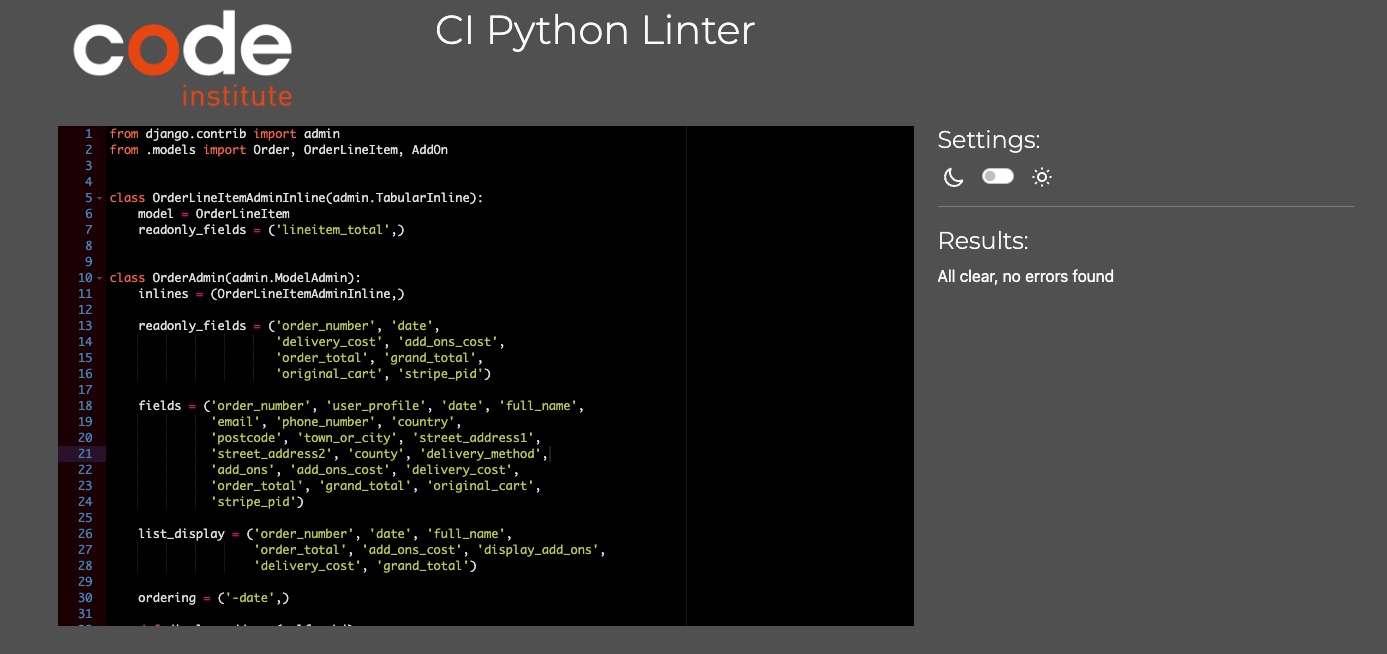 code
institute
CI Python Linter
1 from django.contrib import admin
2 from .models import Order, OrderLineItem, AddOn
3
4
5 class OrderLineItemAdminInline(admin.TabularInline):
6 model = OrderLineItem
7 readonly_fields = ('lineitem_total',)
8
9
10 class OrderAdmin(admin.ModelAdmin):
11 inlines = (OrderLineItemAdminInline,)
12
13 readonly_fields = ('order_number', 'date',
14 'delivery_cost', 'add_ons_cost',
15 'order_total', 'grand_total',
16 'original_cart', 'stripe_pid')
17
18 fields = ('order_number', 'user_profile', 'date', 'full_name',
19 'email', 'phone_number', 'country',
20 'postcode', 'town_or_city', 'street_address1',
21 'street_address2', 'county', 'delivery_method',
22 'add_ons', 'add_ons_cost', 'delivery_cost',
23 'order_total', 'grand_total', 'original_cart',
24 'stripe_pid')
25
26 list_display = ('order_number', 'date', 'full_name',
27 'order_total', 'add_ons_cost', 'display_add_ons',
28 'delivery_cost', 'grand_total')
29
30 ordering = ('-date',)
31
Settings:
Results:
All clear, no errors found